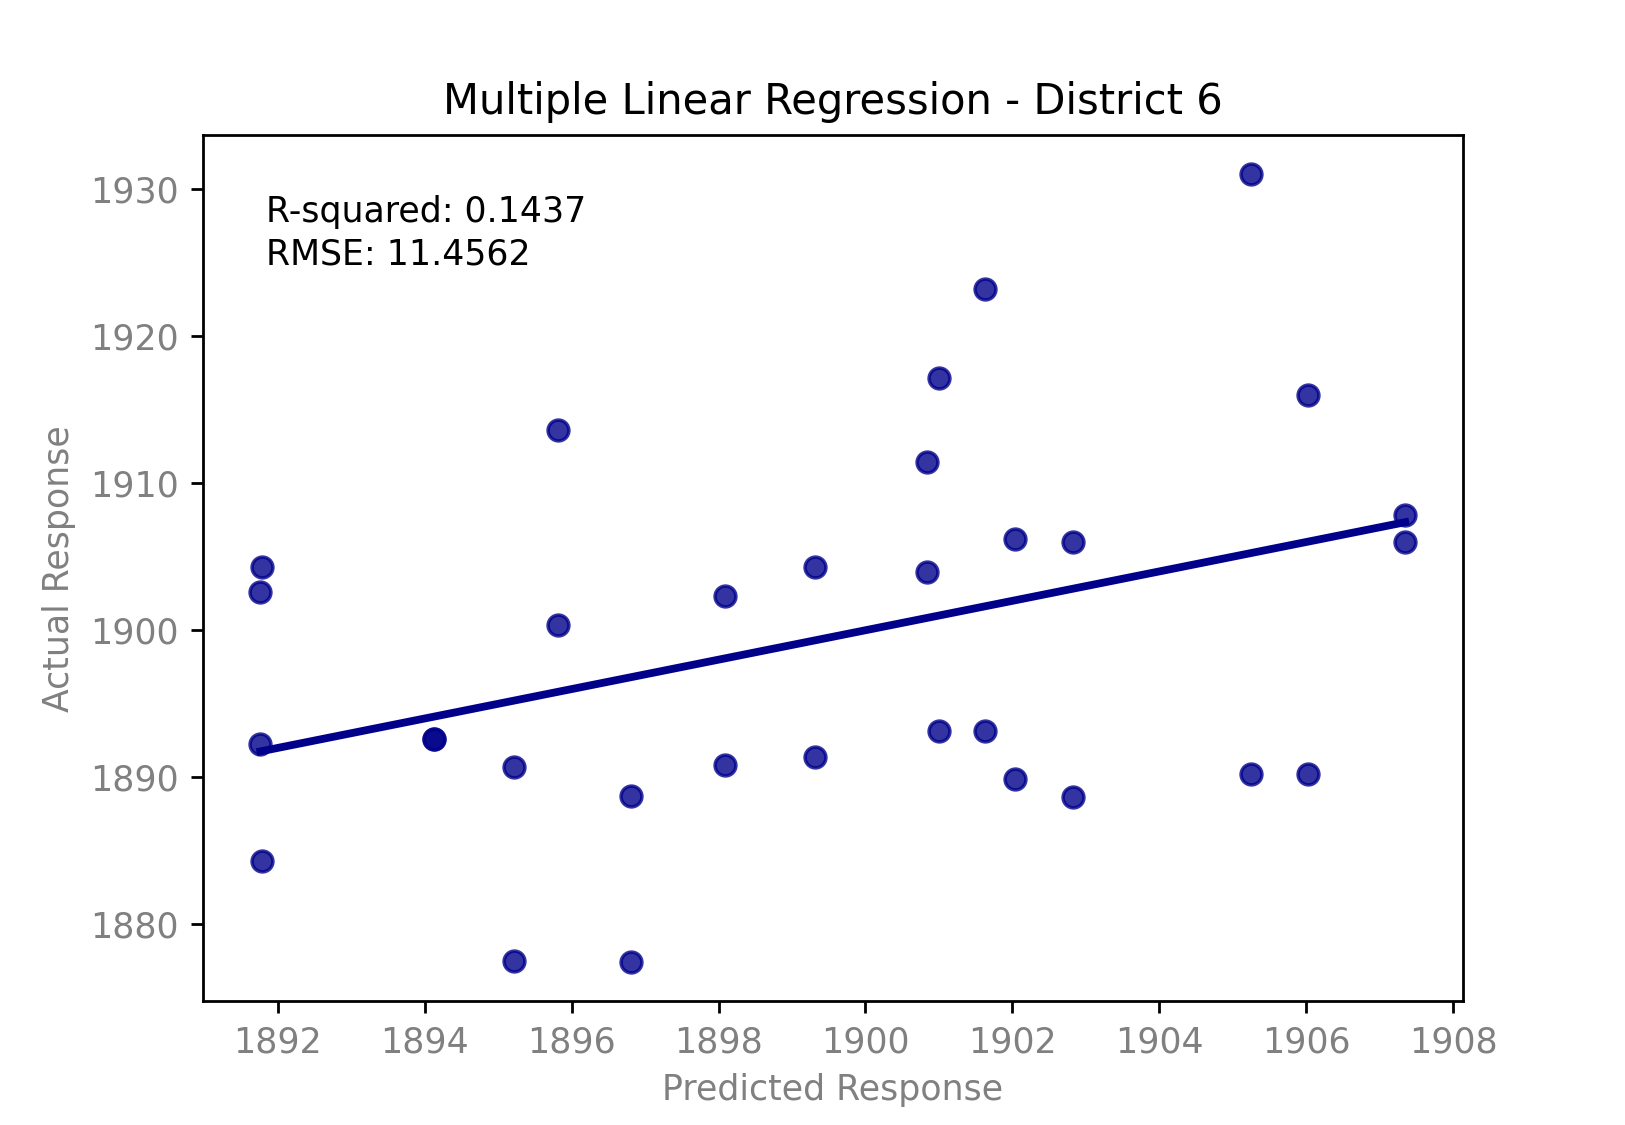 Multiple Linear Regression - District 6
R-squared: 0.1437
RMSE: 11.4562
Actual Response
1930
1920
1910
1900
1890
1880
1892 1894 1896 1898 1900 1902 1904 1906 1908
Predicted Response